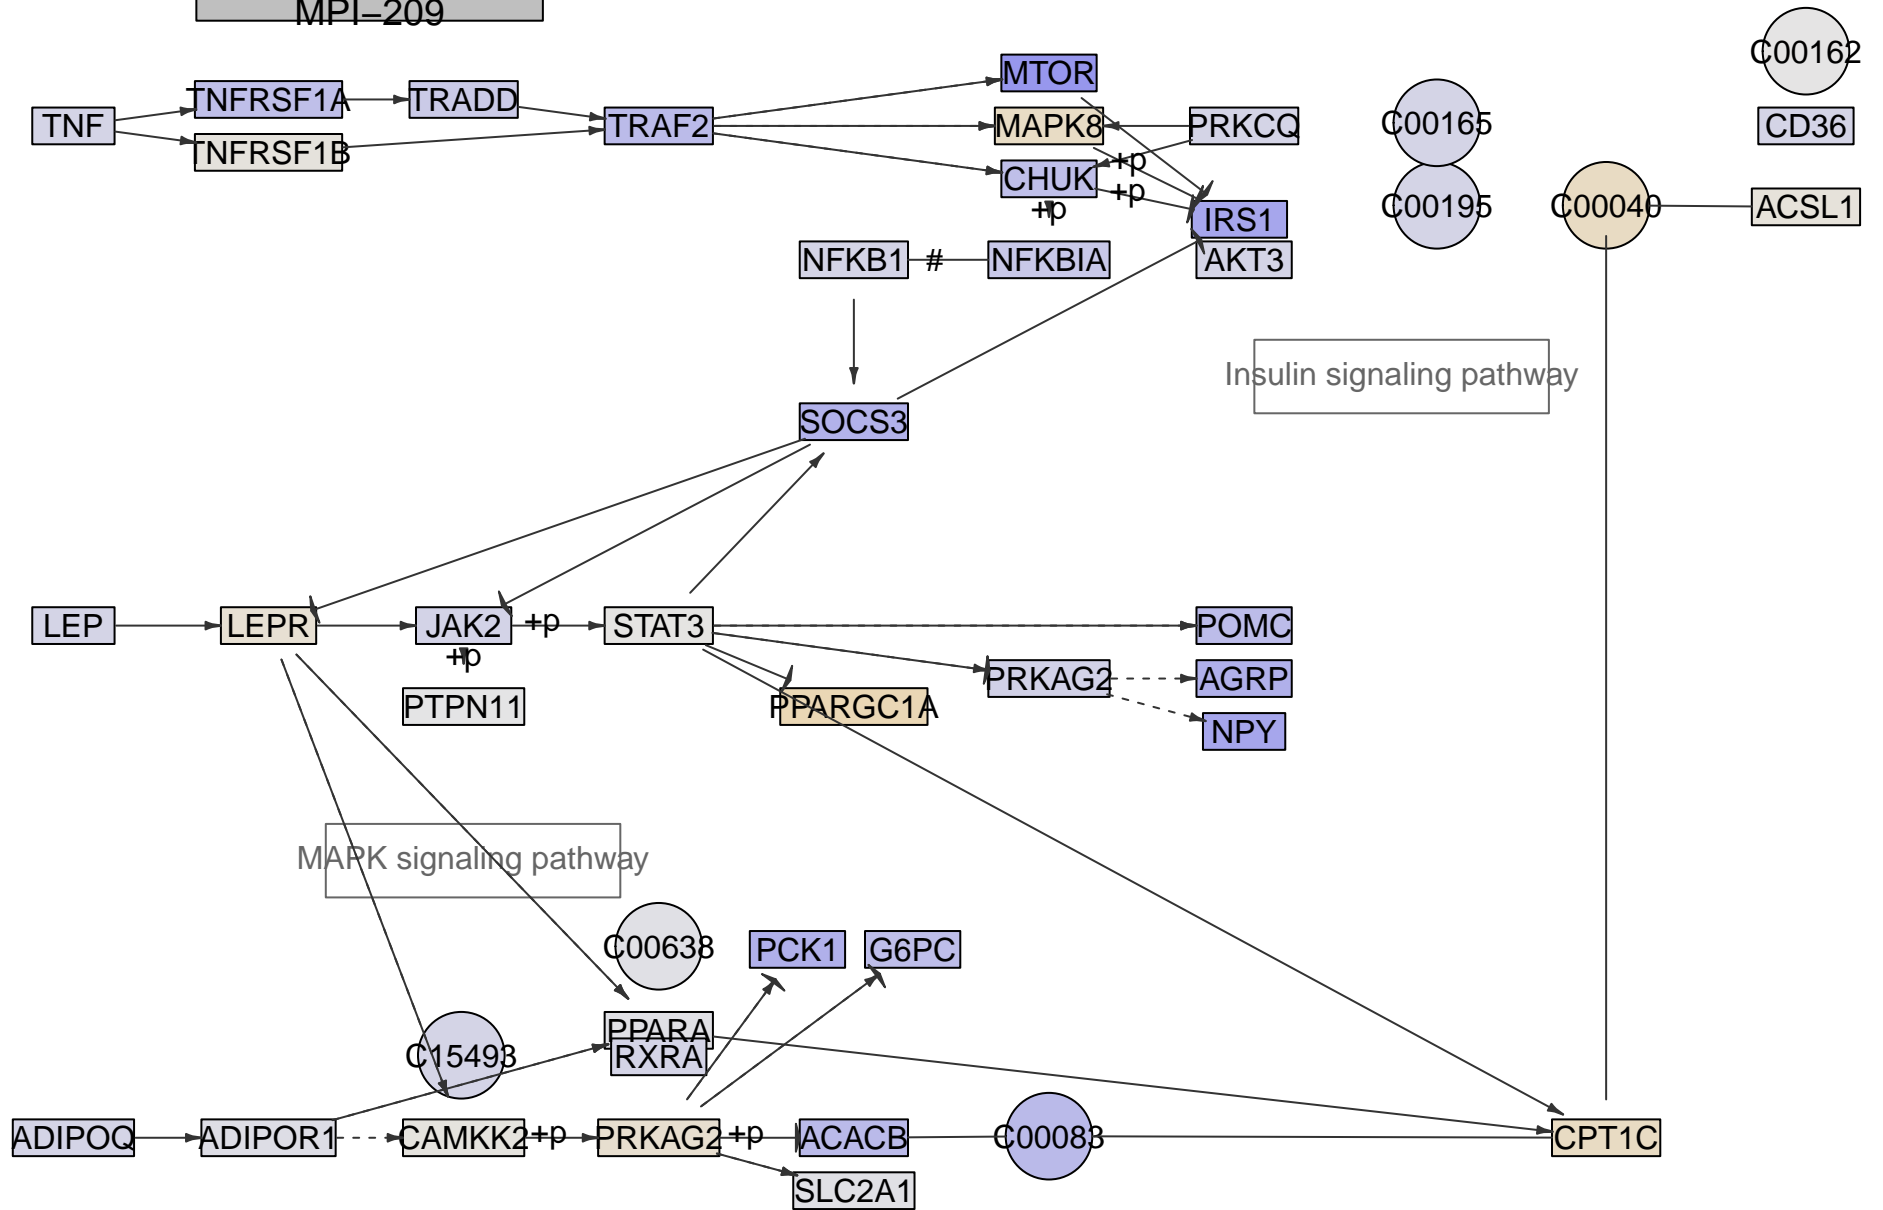 MPI–209
C00162
TNF
TNFRSF1A
TNFRSF1B
TRADD
TRAF2
MTOR
MAPK8
PRKCQ
C00165
CD36
CHUK
+p
+p
+p
IRS1
C00195
C00040
ACSL1
NFKB1
#
NFKBIA
AKT3
Insulin signaling pathway
SOCS3
LEP
LEPR
JAK2
+p
STAT3
POMC
+p
PRKAG2
AGRP
PTPN11
PPARGC1A
NPY
MAPK signaling pathway
C00638
PCK1
G6PC
C15493
PPARA
RXRA
ADIPOQ
ADIPOR1
CAMKK2
+p
PRKAG2
+p
ACACB
C00083
CPT1C
SLC2A1